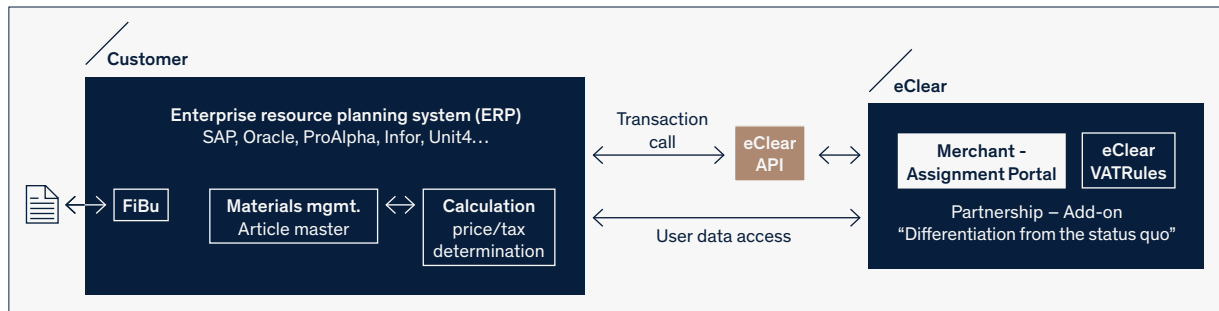 Customer
Enterprise resource planning system (ERP)
SAP, Oracle, ProAlpha, Infor, Unit4…
FiBu
Materials mgmt.
Article master
Calculation
price/tax
determination
Transaction
call
eClear
API
User data access
eClear
Merchant -
Assignment Portal
eClear
VATRules
Partnership – Add-on
“Differentiation from the status quo”